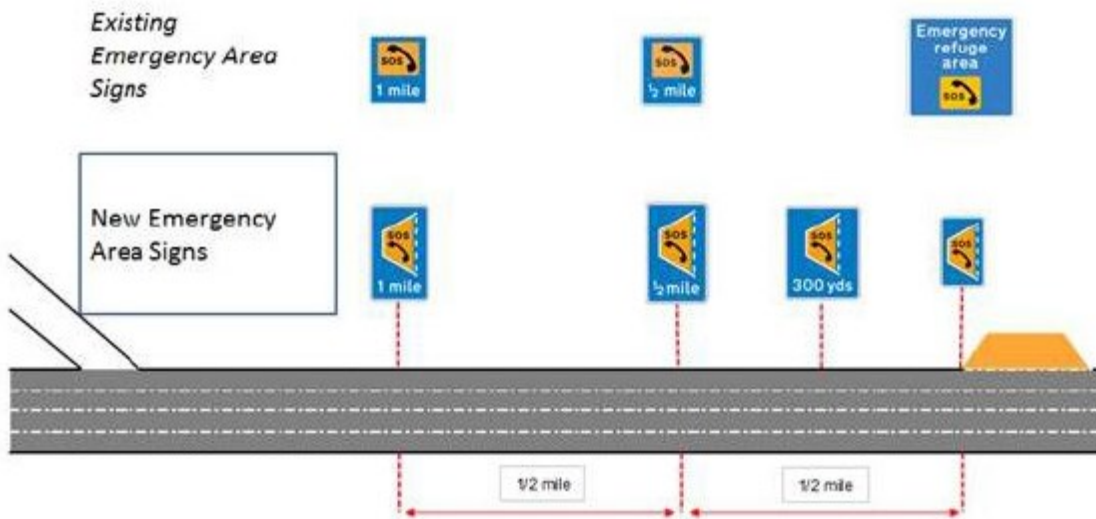 Existing
Emergency Area
Signs
SOS
1 mile
SOS
½ mile
Emergency
refuge
area
SOS
New Emergency
Area Signs
SOS
1 mile
SOS
½ mile
SOS
300 yds
SOS
1/2 mile
1/2 mile